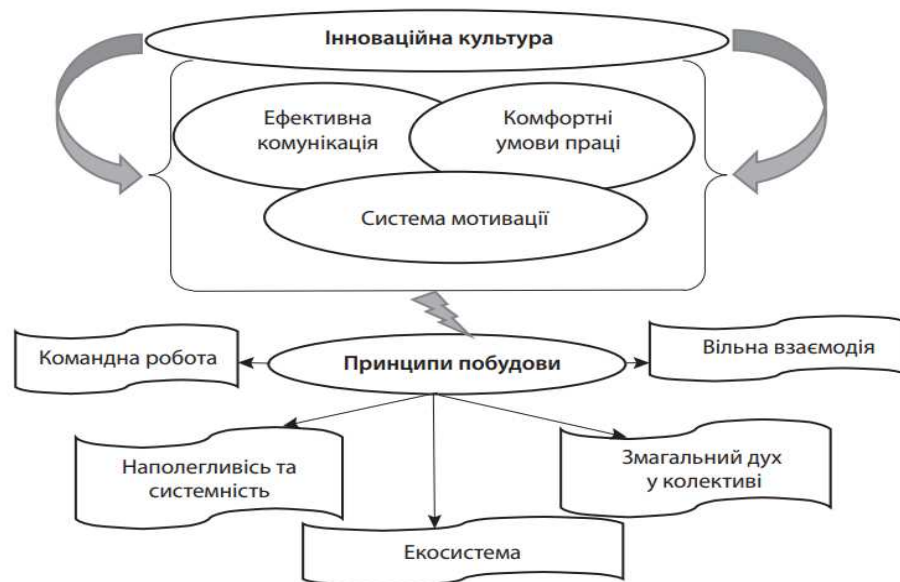 Інноваційна культура
Ефективна
комунікація
Комфортні
умови праці
Система мотивації
Командна робота
Принципи побудови
Вільна взаємодія
Наполегливісь та
системність
Змагальний дух
у колективі
Екосистема